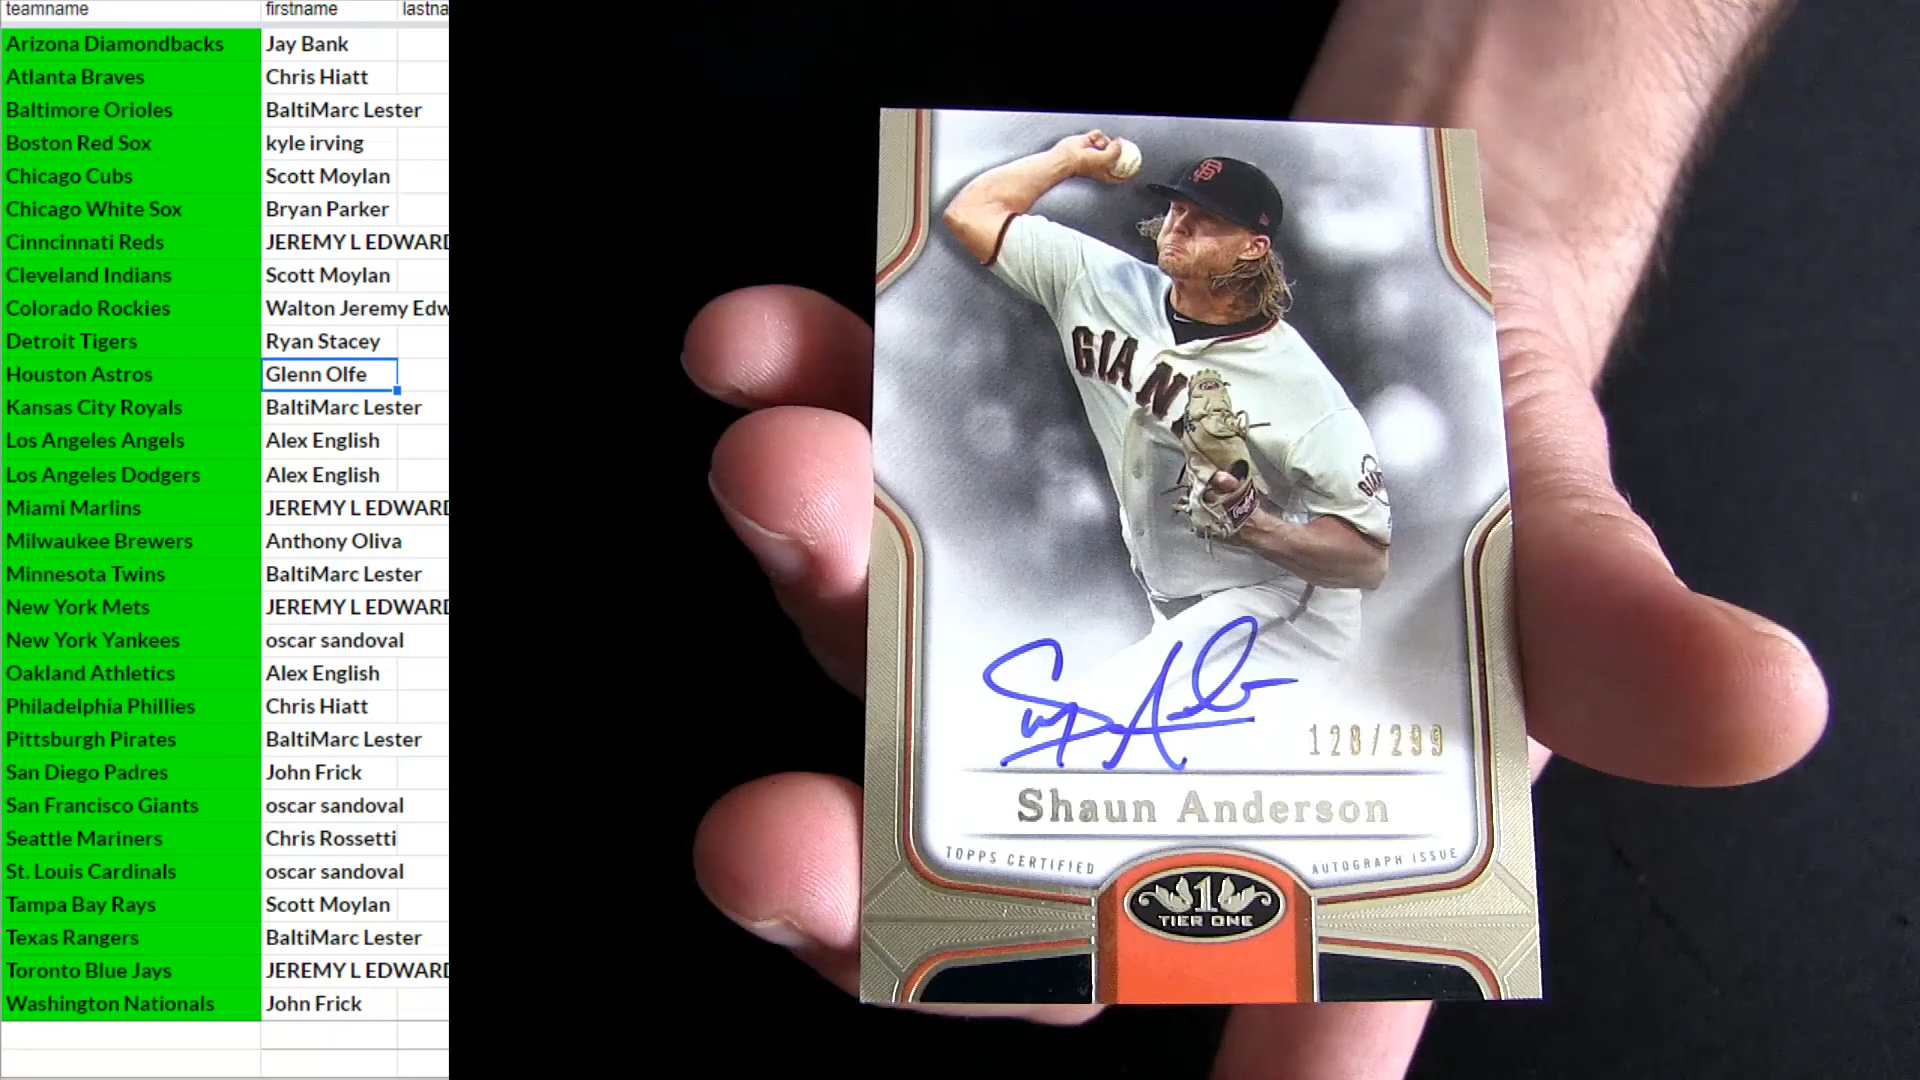 teamname firstname lastna
Arizona Diamondbacks Jay Bank
Atlanta Braves Chris Hiatt
Baltimore Orioles BaltiMarc Lester
Boston Red Sox kyle irving
Chicago Cubs Scott Moylan
Chicago White Sox Bryan Parker
Cinncinnati Reds JEREMY L EDWARD
Cleveland Indians Scott Moylan
Colorado Rockies Walton Jeremy Edw
Detroit Tigers Ryan Stacey
Houston Astros Glenn Olfe
Kansas City Royals BaltiMarc Lester
Los Angeles Angels Alex English
Los Angeles Dodgers Alex English
Miami Marlins JEREMY L EDWARD
Milwaukee Brewers Anthony Oliva
Minnesota Twins BaltiMarc Lester
New York Mets JEREMY L EDWARD
New York Yankees oscar sandoval
Oakland Athletics Alex English
Philadelphia Phillies Chris Hiatt
Pittsburgh Pirates BaltiMarc Lester
San Diego Padres John Frick
San Francisco Giants oscar sandoval
Seattle Mariners Chris Rossetti
St. Louis Cardinals oscar sandoval
Tampa Bay Rays Scott Moylan
Texas Rangers BaltiMarc Lester
Toronto Blue Jays JEREMY L EDWARD
Washington Nationals John Frick
SF
GIAN
128/299
Shaun Anderson
TOPPS CERTIFIED AUTOGRAPH ISSUE
1
TIER ONE